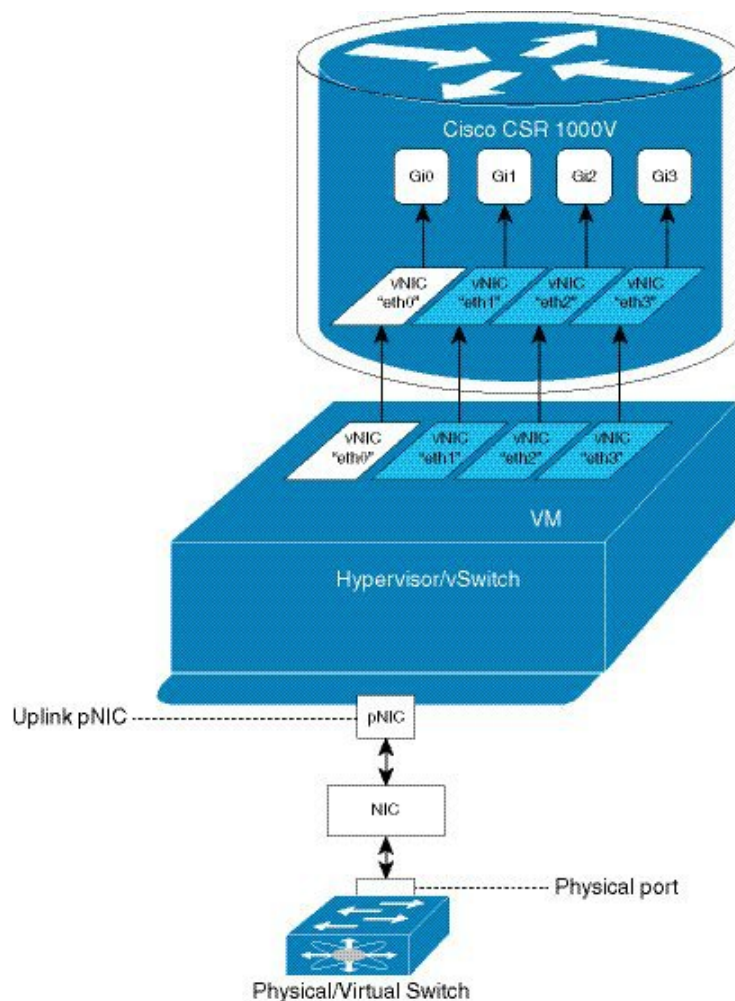 Cisco CSR 1000V
Gi0 Gi1 Gi2 Gi3
vNIC vNIC vNIC vNIC
"eth0" "eth1" "eth2" "eth3"
vNIC vNIC vNIC vNIC
"eth0" "eth1" "eth2" "eth3"
VM
Hypervisor/vSwitch
Uplink pNIC
pNIC
NIC
Physical port
Physical/Virtual Switch